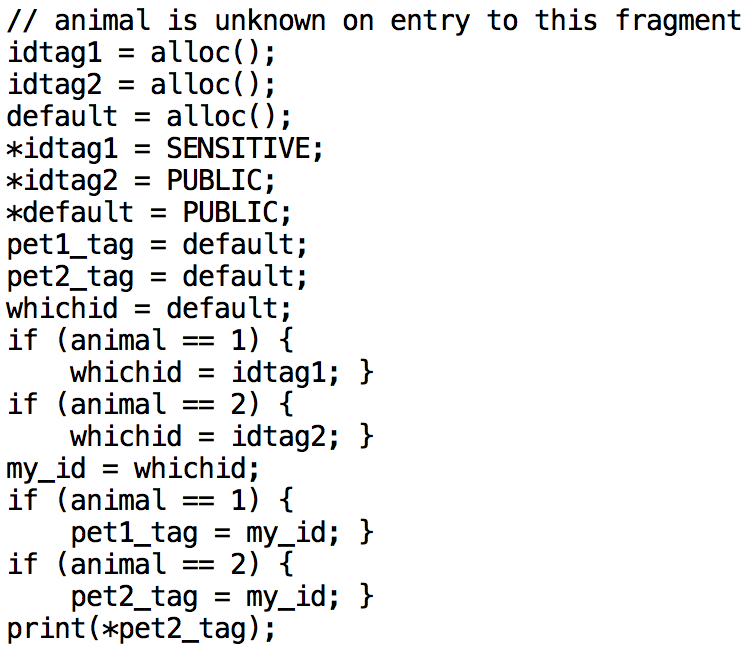 // animal is unknown on entry to this fragment
idtag1 = alloc();
idtag2 = alloc();
default = alloc();
*idtag1 = SENSITIVE;
*idtag2 = PUBLIC;
*default = PUBLIC;
pet1_tag = default;
pet2_tag = default;
whichid = default;
if (animal == 1) {
    whichid = idtag1; }
if (animal == 2) {
    whichid = idtag2; }
my_id = whichid;
if (animal == 1) {
    pet1_tag = my_id; }
if (animal == 2) {
    pet2_tag = my_id; }
print(*pet2_tag);